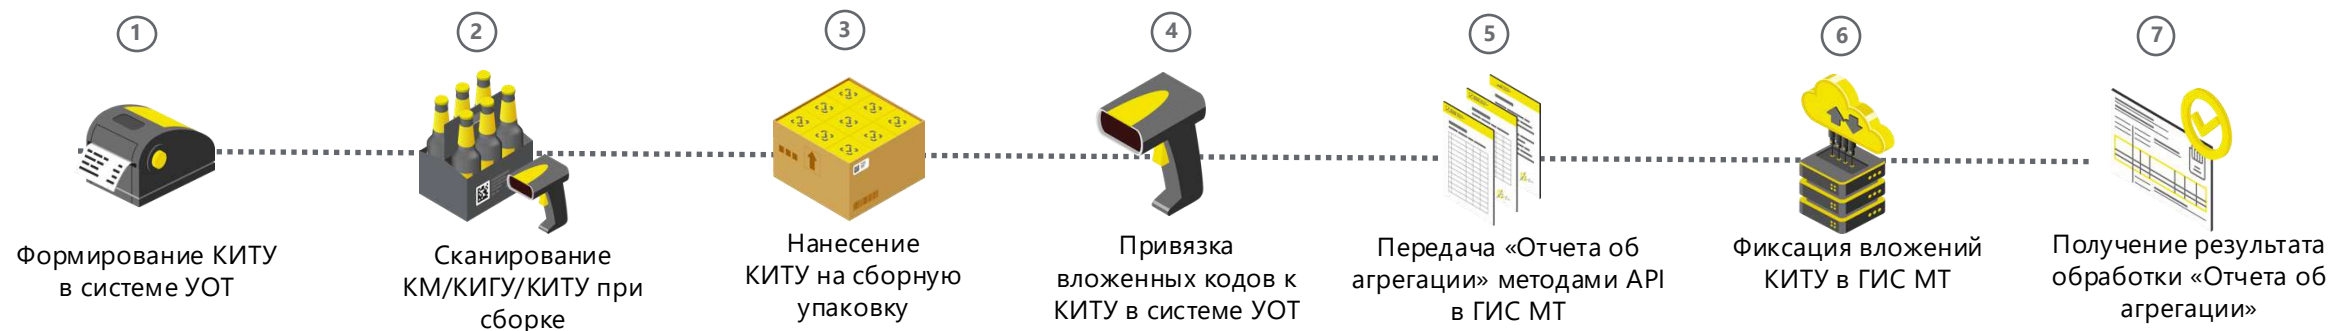 1
Формирование КИТУ
в системе УОТ
2
Сканирование
КМ/КИГУ/КИТУ при
сборке
3
Нанесение
КИТУ на сборную
упаковку
4
Привязка
вложенных кодов к
КИТУ в системе УОТ
5
Передача «Отчета об
агрегации» методами API
в ГИС МТ
6
Фиксация вложений
КИТУ в ГИС МТ
7
Получение результата
обработки «Отчета об
агрегации»